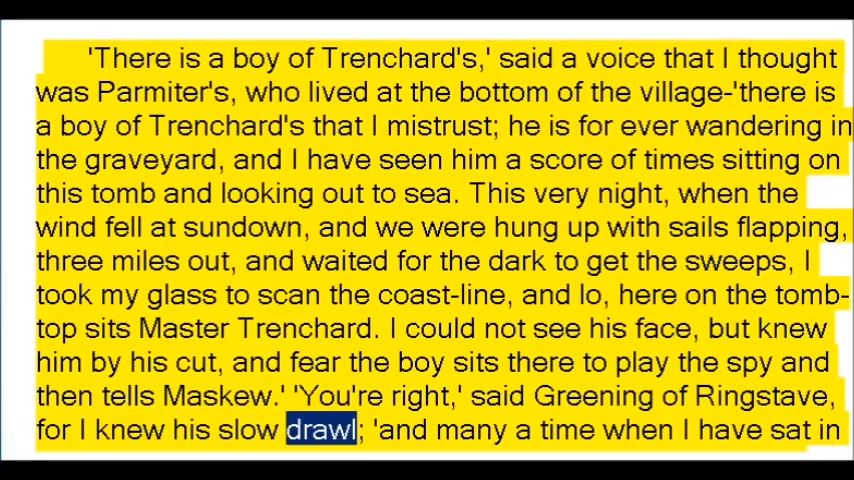 'There is a boy of Trenchard's,' said a voice that I thought
was Parmiter's, who lived at the bottom of the village-'there is
a boy of Trenchard's that I mistrust; he is for ever wandering in
the graveyard, and I have seen him a score of times sitting on
this tomb and looking out to sea. This very night, when the
wind fell at sundown, and we were hung up with sails flapping,
three miles out, and waited for the dark to get the sweeps, I
took my glass to scan the coast-line, and lo, here on the tomb-
top sits Master Trenchard. I could not see his face, but knew
him by his cut, and fear the boy sits there to play the spy and
then tells Maskew.' 'You're right,' said Greening of Ringstave,
for I knew his slow drawl; 'and many a time when I have sat in